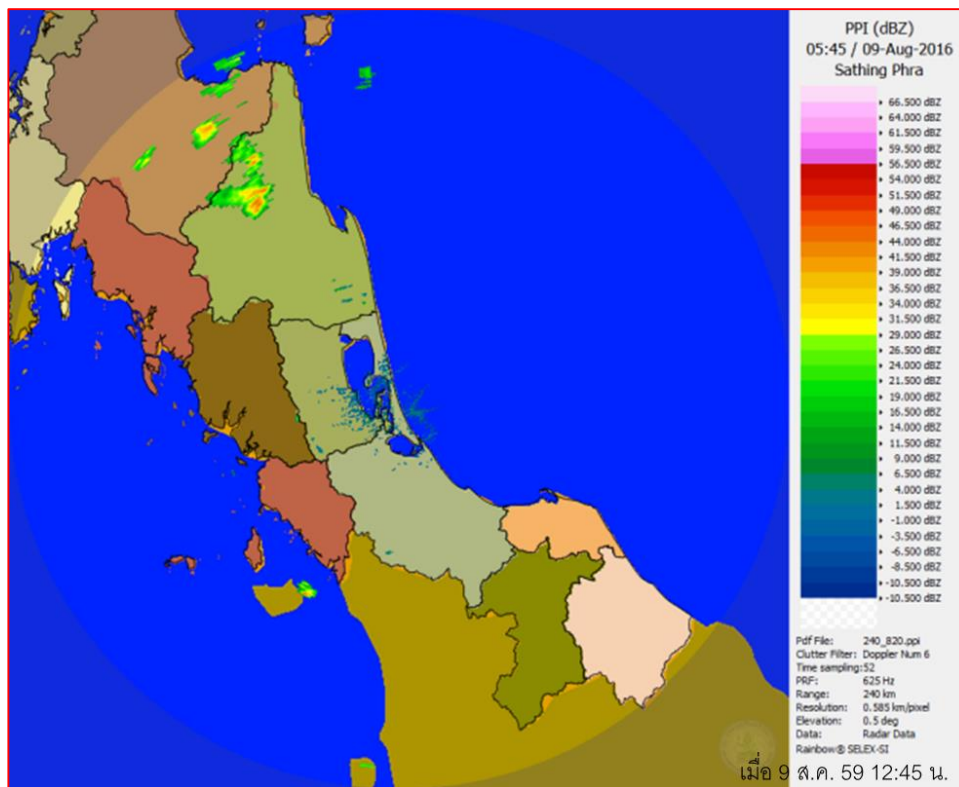 PPI (dBZ)
05:45 / 09-Aug-2016
Sathing Phra
66.500 dBZ
64.000 dBZ
61.500 dBZ
59.500 dBZ
56.500 dBZ
54.000 dBZ
51.500 dBZ
49.000 dBZ
46.500 dBZ
44.000 dBZ
41.500 dBZ
39.000 dBZ
36.500 dBZ
34.000 dBZ
31.500 dBZ
29.000 dBZ
26.500 dBZ
24.000 dBZ
21.500 dBZ
19.000 dBZ
16.500 dBZ
14.000 dBZ
11.500 dBZ
9.000 dBZ
6.500 dBZ
4.000 dBZ
1.500 dBZ
-1.000 dBZ
-3.500 dBZ
-6.500 dBZ
-8.500 dBZ
-10.500 dBZ
-10.500 dBZ
Pdf File: 240_820.ppi
Clutter Filter: Doppler Num 6
Time sampling:52
PRF: 625 Hz
Range: 240 km
Resolution: 0.585 km/pixel
Elevation: 0.5 deg
Data: Radar Data
Rainbow® SELEX-SI
เมื่อ 9 ส.ค. 59 12:45 น.